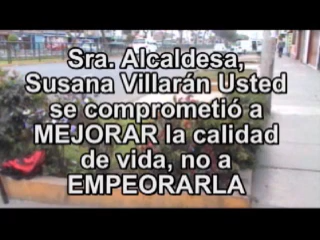 Sra. Alcaldesa,
Susana Villarán Usted
se comprometió a
MEJORAR la calidad
de vida, no a
EMPEORARLA